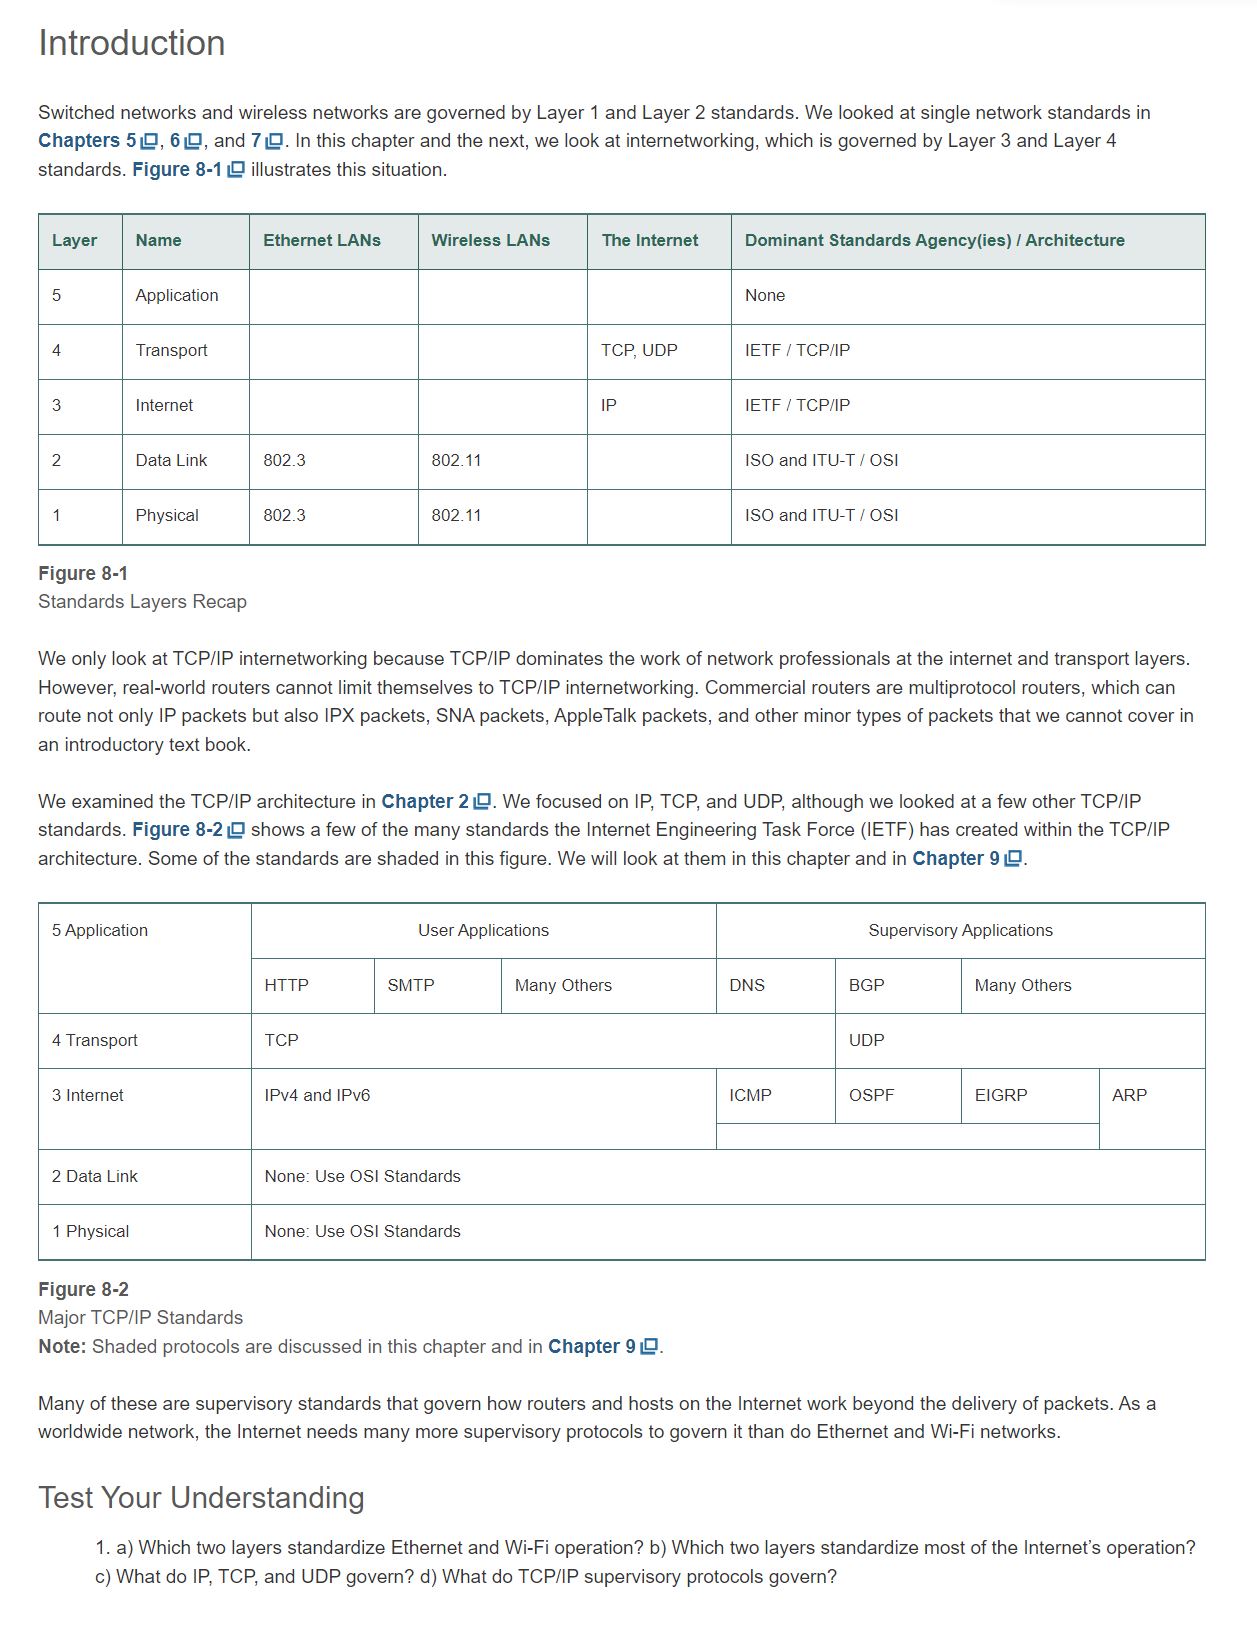 Introduction
Switched networks and wireless networks are governed by Layer 1 and Layer 2 standards. We looked at single network standards in
Chapters 5, 6, and 7. In this chapter and the next, we look at internetworking, which is governed by Layer 3 and Layer 4
standards. Figure 8-1 illustrates this situation.
Layer Name Ethernet LANs Wireless LANs The Internet Dominant Standards Agency(ies) / Architecture
5 Application None
4 Transport TCP, UDP IETF / TCP/IP
3 Internet IP IETF / TCP/IP
2 Data Link 802.3 802.11 ISO and ITU-T / OSI
1 Physical 802.3 802.11 ISO and ITU-T / OSI
Figure 8-1
Standards Layers Recap
We only look at TCP/IP internetworking because TCP/IP dominates the work of network professionals at the internet and transport layers.
However, real-world routers cannot limit themselves to TCP/IP internetworking. Commercial routers are multiprotocol routers, which can
route not only IP packets but also IPX packets, SNA packets, AppleTalk packets, and other minor types of packets that we cannot cover in
an introductory text book.
We examined the TCP/IP architecture in Chapter 2. We focused on IP, TCP, and UDP, although we looked at a few other TCP/IP
standards. Figure 8-2 shows a few of the many standards the Internet Engineering Task Force (IETF) has created within the TCP/IP
architecture. Some of the standards are shaded in this figure. We will look at them in this chapter and in Chapter 9.
5 Application User Applications Supervisory Applications
HTTP SMTP Many Others DNS BGP Many Others
4 Transport TCP UDP
3 Internet IPv4 and IPv6 ICMP OSPF EIGRP ARP
2 Data Link None: Use OSI Standards
1 Physical None: Use OSI Standards
Figure 8-2
Major TCP/IP Standards
Note: Shaded protocols are discussed in this chapter and in Chapter 9.
Many of these are supervisory standards that govern how routers and hosts on the Internet work beyond the delivery of packets. As a
worldwide network, the Internet needs many more supervisory protocols to govern it than do Ethernet and Wi-Fi networks.
Test Your Understanding
1. a) Which two layers standardize Ethernet and Wi-Fi operation? b) Which two layers standardize most of the Internet's operation?
c) What do IP, TCP, and UDP govern? d) What do TCP/IP supervisory protocols govern?